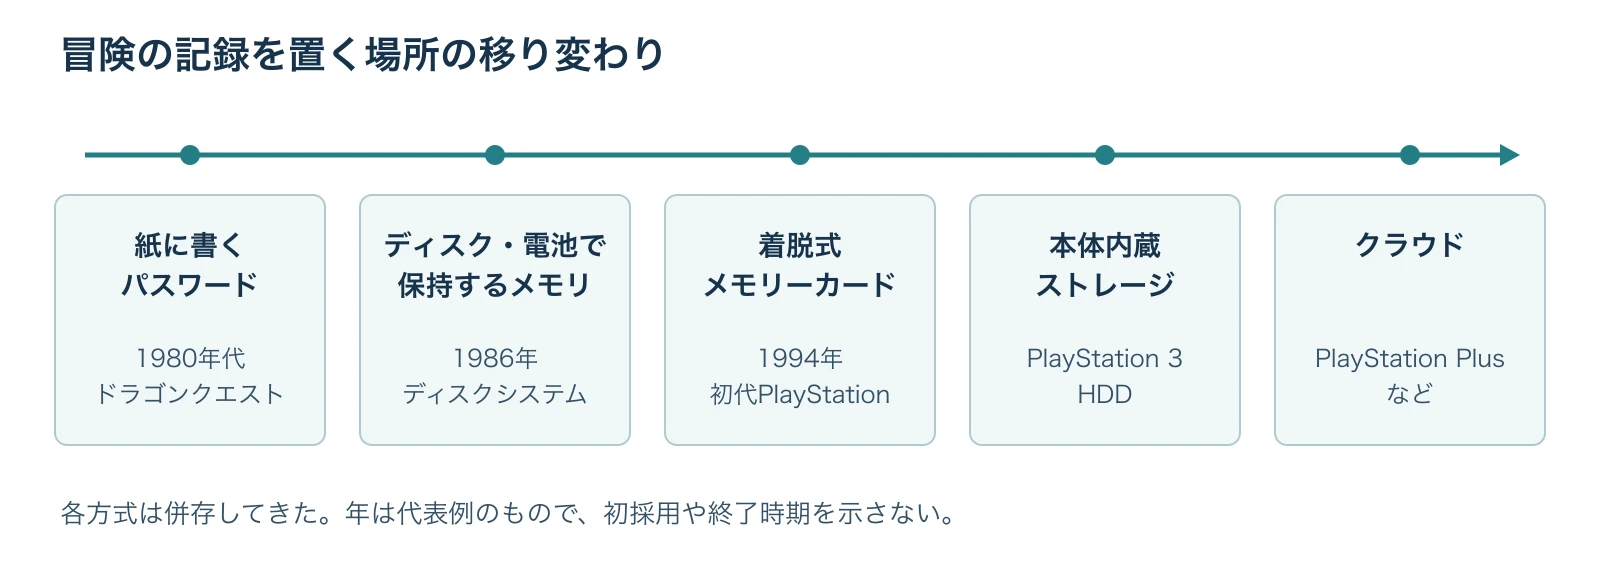 冒険の記録を置く場所の移り変わり
紙に書く
パスワード
1980年代
ドラゴンクエスト
ディスク・電池で
保持するメモリ
1986年
ディスクシステム
着脱式
メモリーカード
1994年
初代PlayStation
本体内蔵
ストレージ
PlayStation 3
HDD
クラウド
PlayStation Plus
など
各方式は併存してきた。年は代表例のもので、初採用や終了時期を示さない。